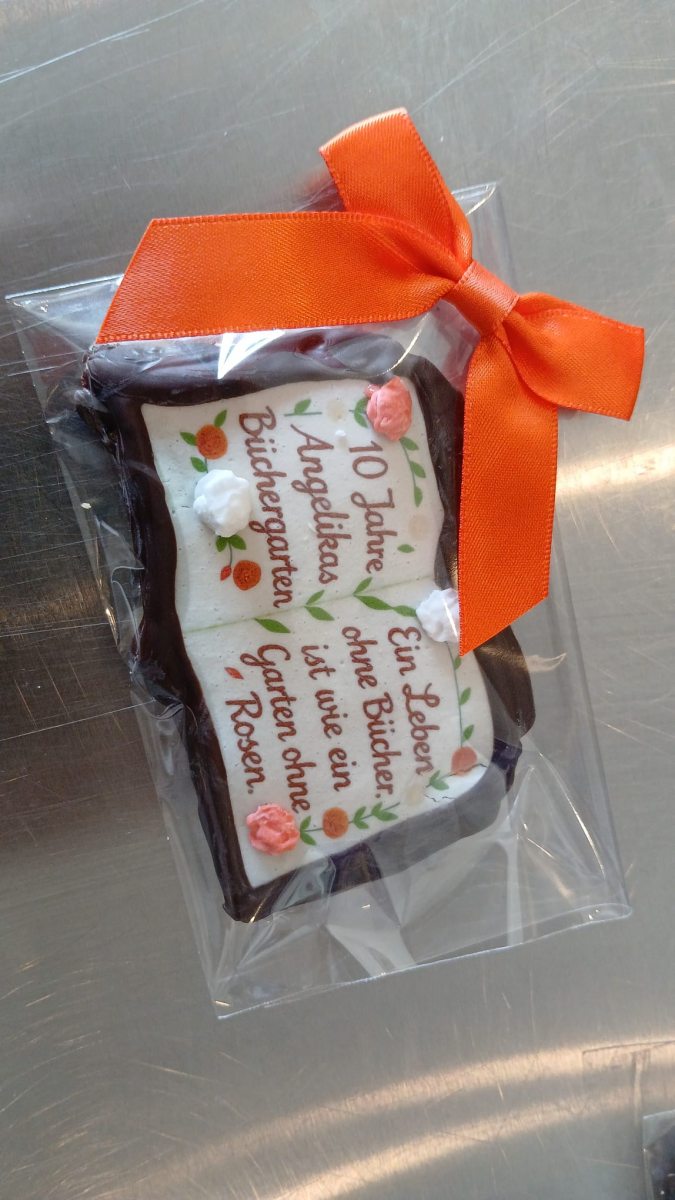 10 Jahre
Angelikas
Büchergarten
Ein Leben
ohne Bücher,
ist wie ein
Garten ohne
Rosen.